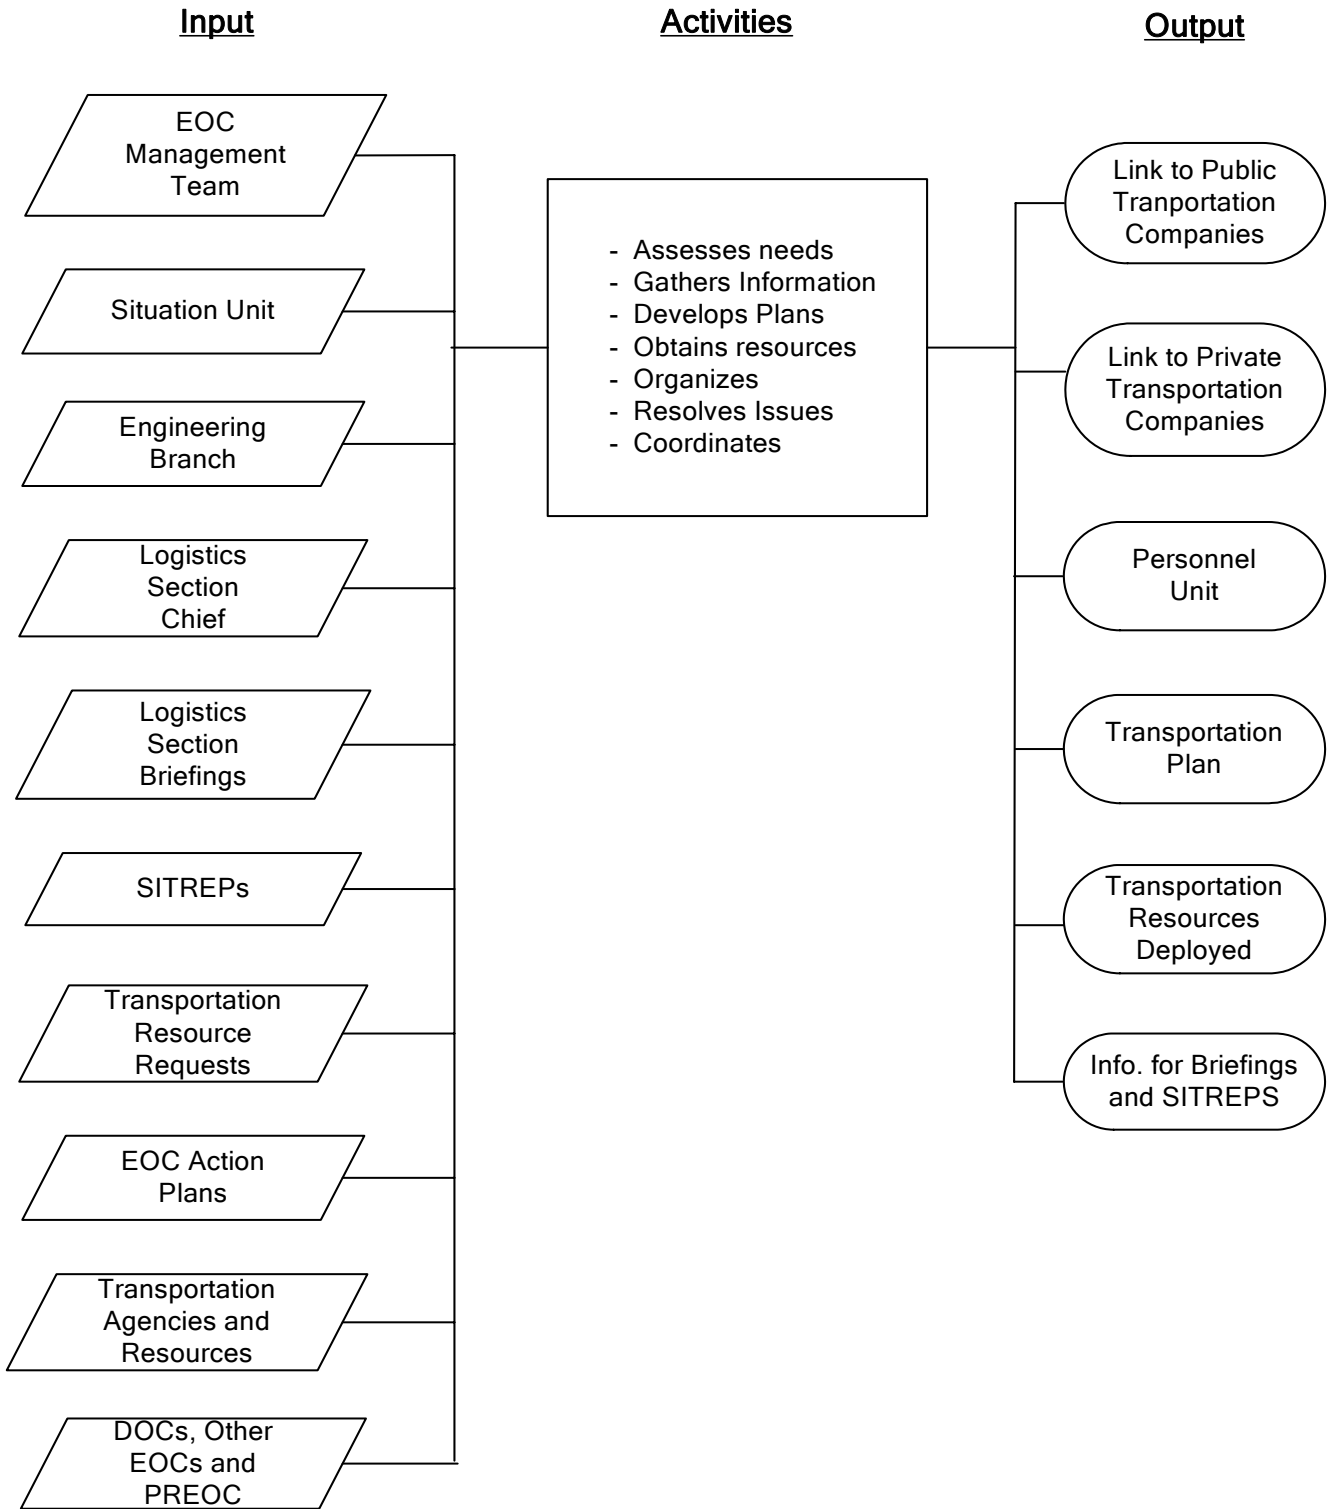 Input
EOC
Management
Team
Situation Unit
Engineering
Branch
Logistics
Section
Chief
Logistics
Section
Briefings
SITREPs
Transportation
Resource
Requests
EOC Action
Plans
Transportation
Agencies and
Resources
DOCs, Other
EOCs and
PREOC
Activities
- Assesses needs
- Gathers Information
- Develops Plans
- Obtains resources
- Organizes
- Resolves Issues
- Coordinates
Output
Link to Public
Tranportation
Companies
Link to Private
Transportation
Companies
Personnel
Unit
Transportation
Plan
Transportation
Resources
Deployed
Info. for Briefings
and SITREPS